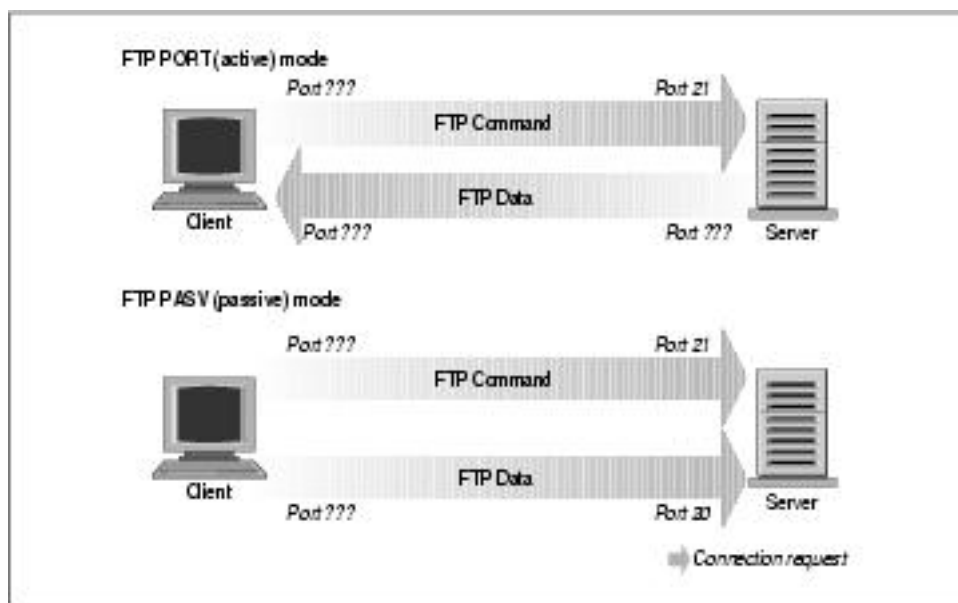 FTP PORT (active) mode
Port ???
Port 21
FTP Command
FTP Data
Client
Port ???
Port ???
Server
FTP PASV (passive) mode
Port ???
Port 21
FTP Command
FTP Data
Client
Port ???
Port 20
Server
Connection request